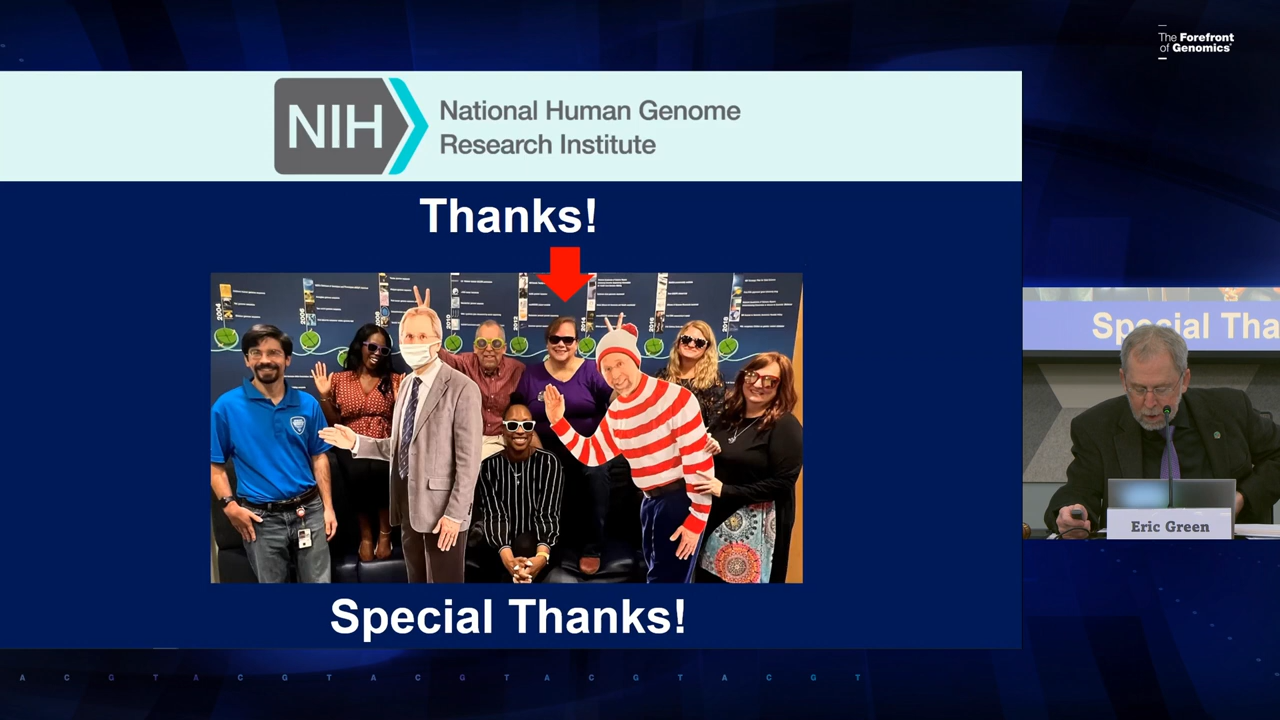 The Forefront
of Genomics®
NIH
National Human Genome
Research Institute
Thanks!
2004
2006
2010
2012
2014
2016
2018
Special Thanks!
Special Tha
Eric Green
A C G T A C G T A C G T A C G T A C G T